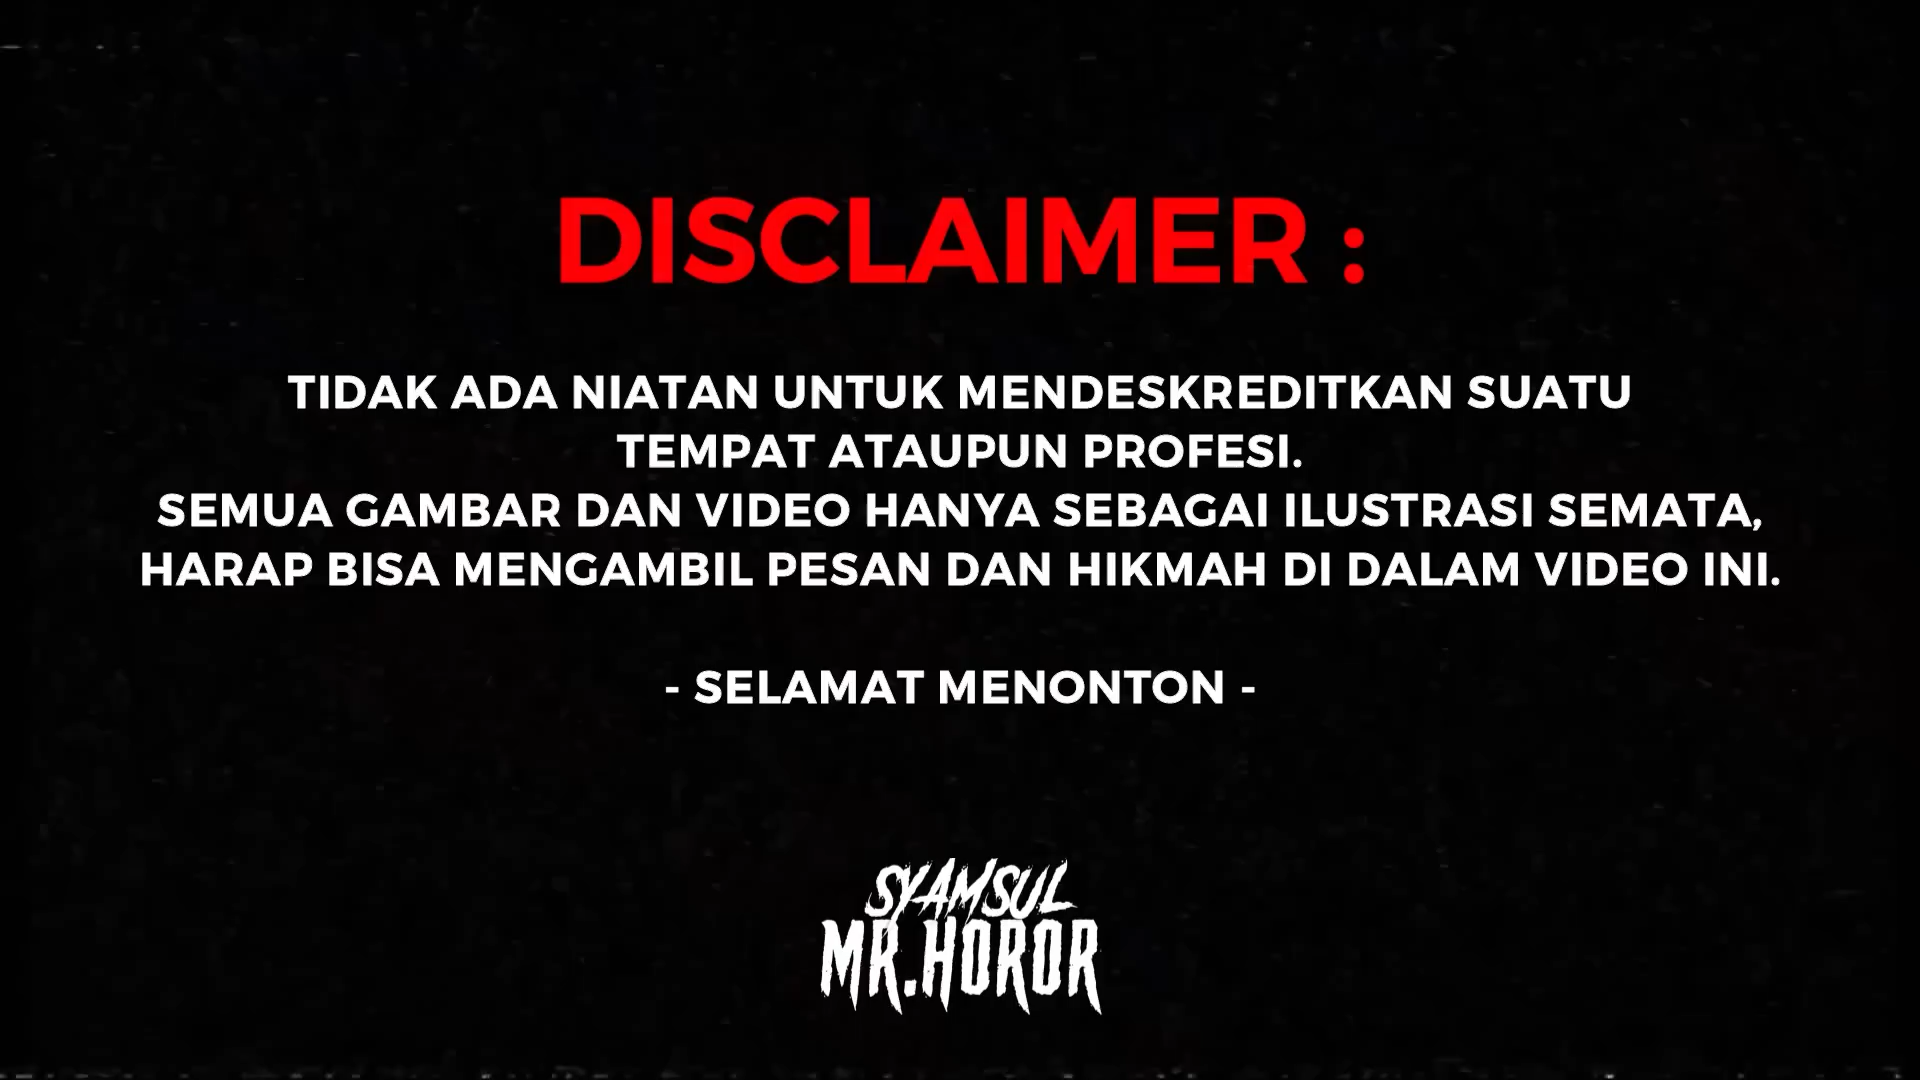 DISCLAIMER :
TIDAK ADA NIATAN UNTUK MENDESKREDITKAN SUATU
TEMPAT ATAUPUN PROFESI.
SEMUA GAMBAR DAN VIDEO HANYA SEBAGAI ILUSTRASI SEMATA,
HARAP BISA MENGAMBIL PESAN DAN HIKMAH DI DALAM VIDEO INI.
- SELAMAT MENONTON -
SYAMSUL
MR.HOROR